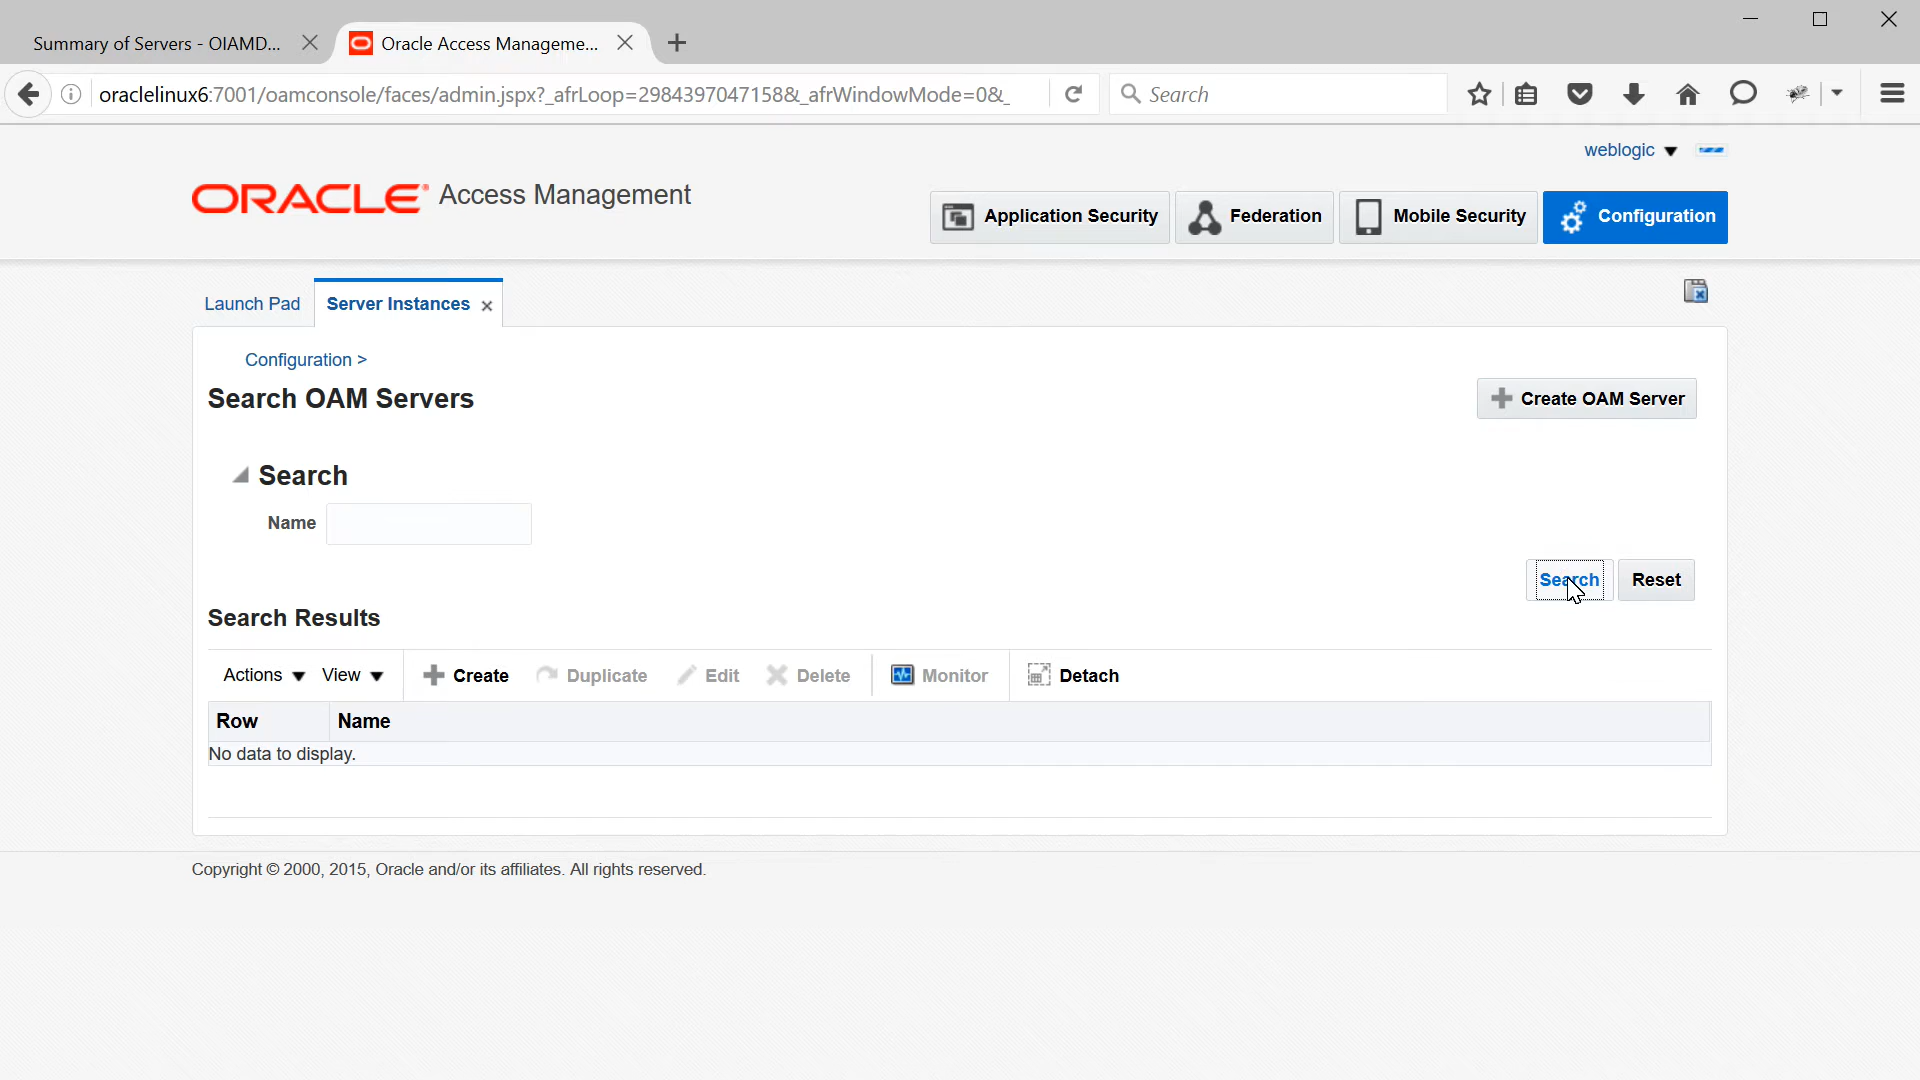 Summary of Servers - OIAMD...
Oracle Access Manageme...
oraclelinux6:7001/oamconsole/faces/admin.jspx?_afrLoop=2984397047158&_afrWindowMode=0&_
Search
weblogic
ORACLE Access Management
Application Security
Federation
Mobile Security
Configuration
Launch Pad
Server Instances
Configuration >
Search OAM Servers
Create OAM Server
Search
Name
Search
Reset
Search Results
Actions
View
Create
Duplicate
Edit
Delete
Monitor
Detach
Row
Name
No data to display.
Copyright © 2000, 2015, Oracle and/or its affiliates. All rights reserved.